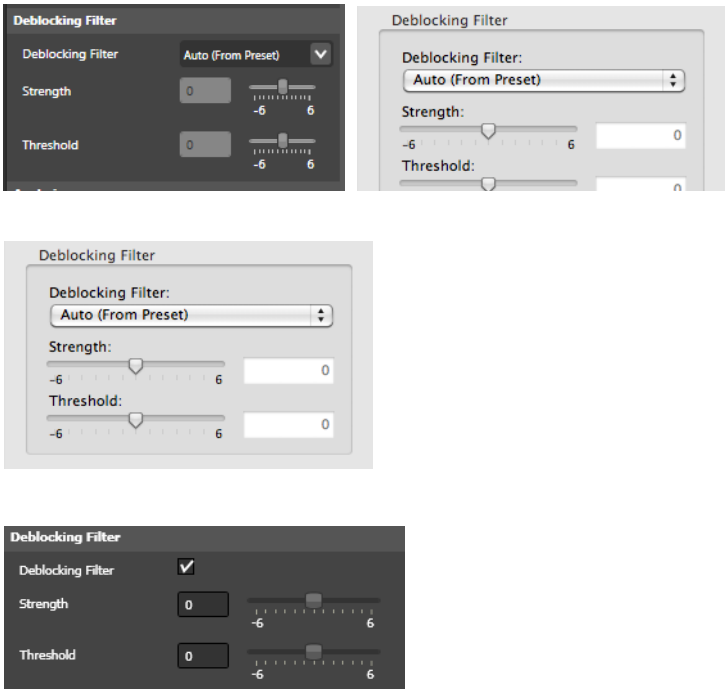 Deblocking Filter
Deblocking Filter Auto (From Preset)
Strength 0
-6 6
Threshold 0
-6 6
Deblocking Filter
Deblocking Filter:
Auto (From Preset)
Strength:
0
-6 6
Threshold:
0
Deblocking Filter
Deblocking Filter:
Auto (From Preset)
Strength:
0
-6 6
Threshold:
0
-6 6
Deblocking Filter
Deblocking Filter
Strength 0
-6 6
Threshold 0
-6 6